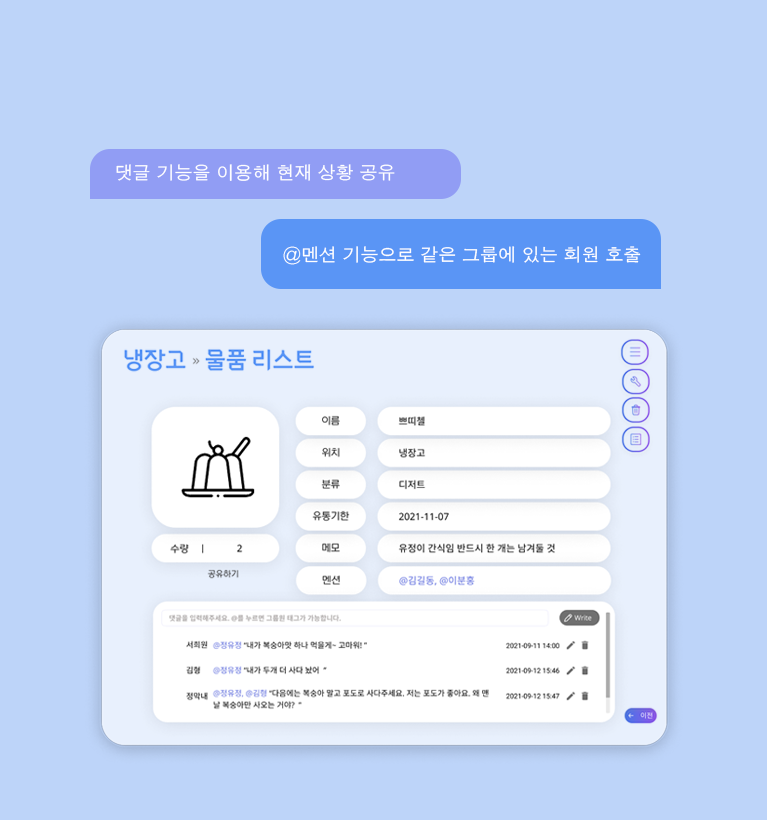 댓글 기능을 이용해 현재 상황 공유
@멘션 기능으로 같은 그룹에 있는 회원 호출
냉장고 » 물품 리스트
이름 쁘띠첼
위치 냉장고
분류 디저트
유통기한 2021-11-07
수량 | 2
메모 유정이 간식임 반드시 한 개는 남겨둘 것
공유하기
멘션 @김길동, @이분홍
댓글을 입력해주세요. @를 누르면 그룹원 태그가 가능합니다.
Write
서희원 @정유정 "내가 복숭아맛 하나 먹을게~ 고마워! " 2021-09-11 14:00
김형 @정유정 "내가 두개 더 사다 놨어 " 2021-09-12 15:46
정막내 @정유정, @김형 "다음에는 복숭아 말고 포도로 사다주세요. 저는 포도가 좋아요. 왜 맨 2021-09-12 15:47
날 복숭아만 사오는 거야? "
← 이전